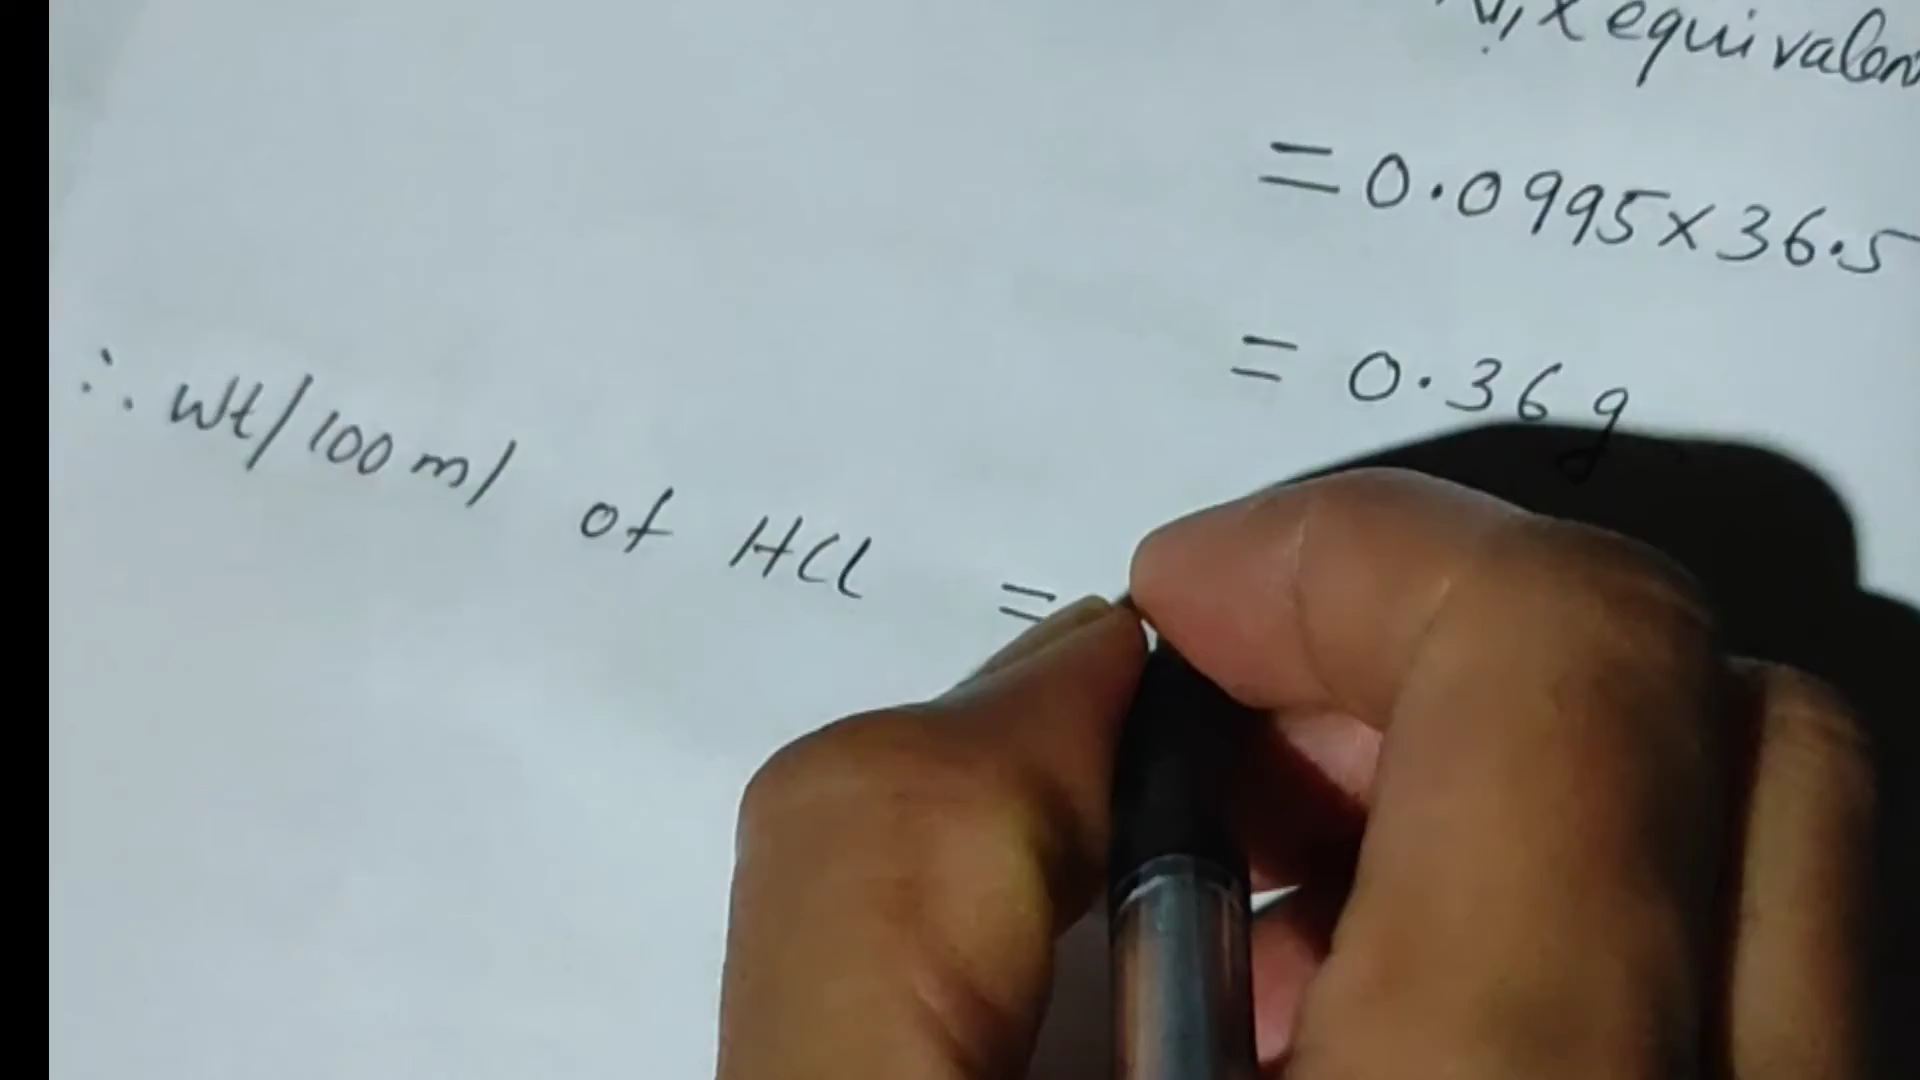 × equivalen
= 0.0995×36.5
= 0.36 g
∴ Wt/100 ml of HCl =